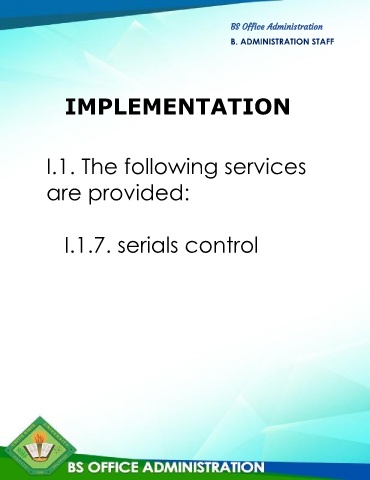 BS Office Administration
B. ADMINISTRATION STAFF
IMPLEMENTATION
I.1. The following services
are provided:
I.1.7. serials control
BS OFFICE ADMINISTRATION